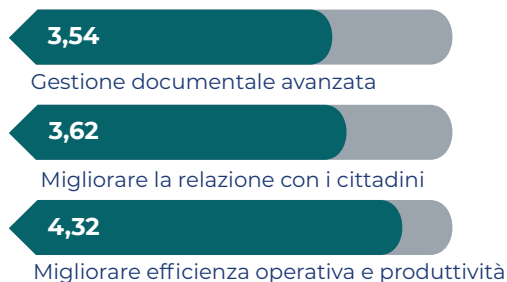 3,54
Gestione documentale avanzata
3,62
Migliorare la relazione con i cittadini
4,32
Migliorare efficienza operativa e produttività